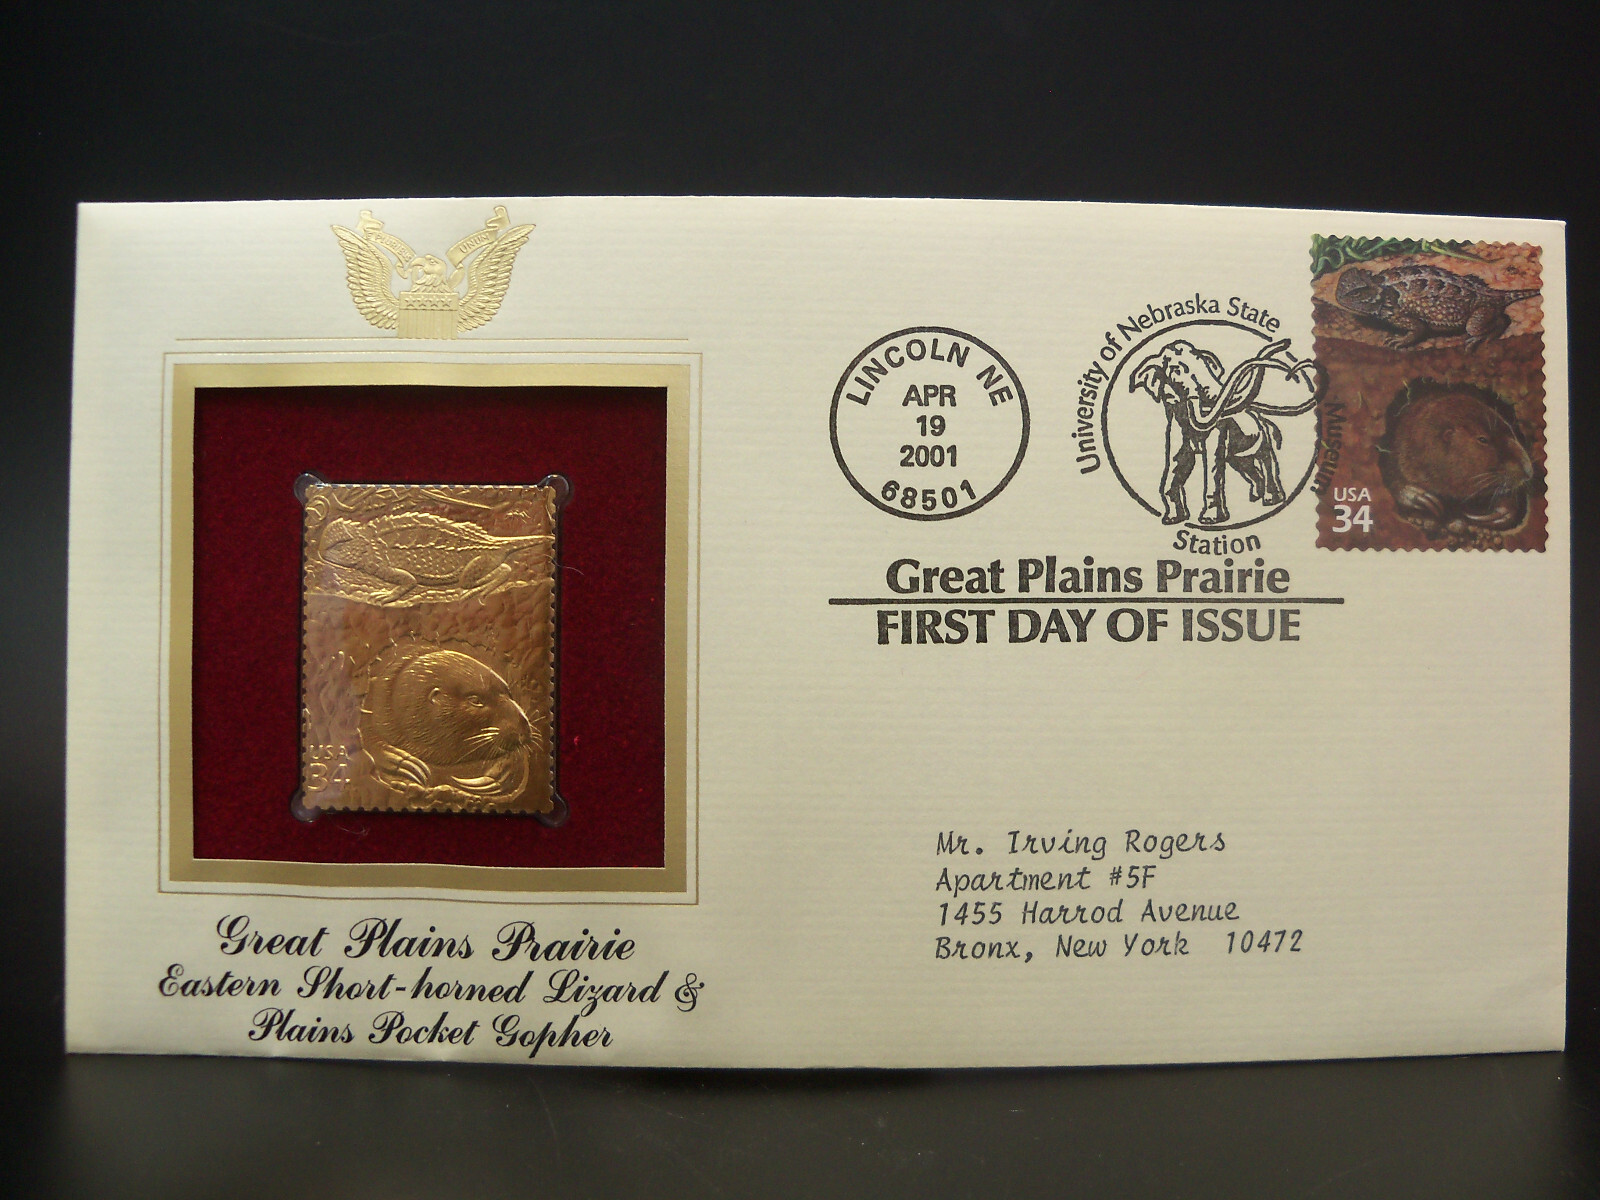 PLURIBUS UNUM
USA
34
Great Plains Prairie
Eastern Short-horned Lizard &
Plains Pocket Gopher
LINCOLN NE
APR
19
2001
68501
University of Nebraska State
Museum
Station
Great Plains Prairie
FIRST DAY OF ISSUE
USA
34
Mr. Irving Rogers
Apartment #5F
1455 Harrod Avenue
Bronx, New York 10472